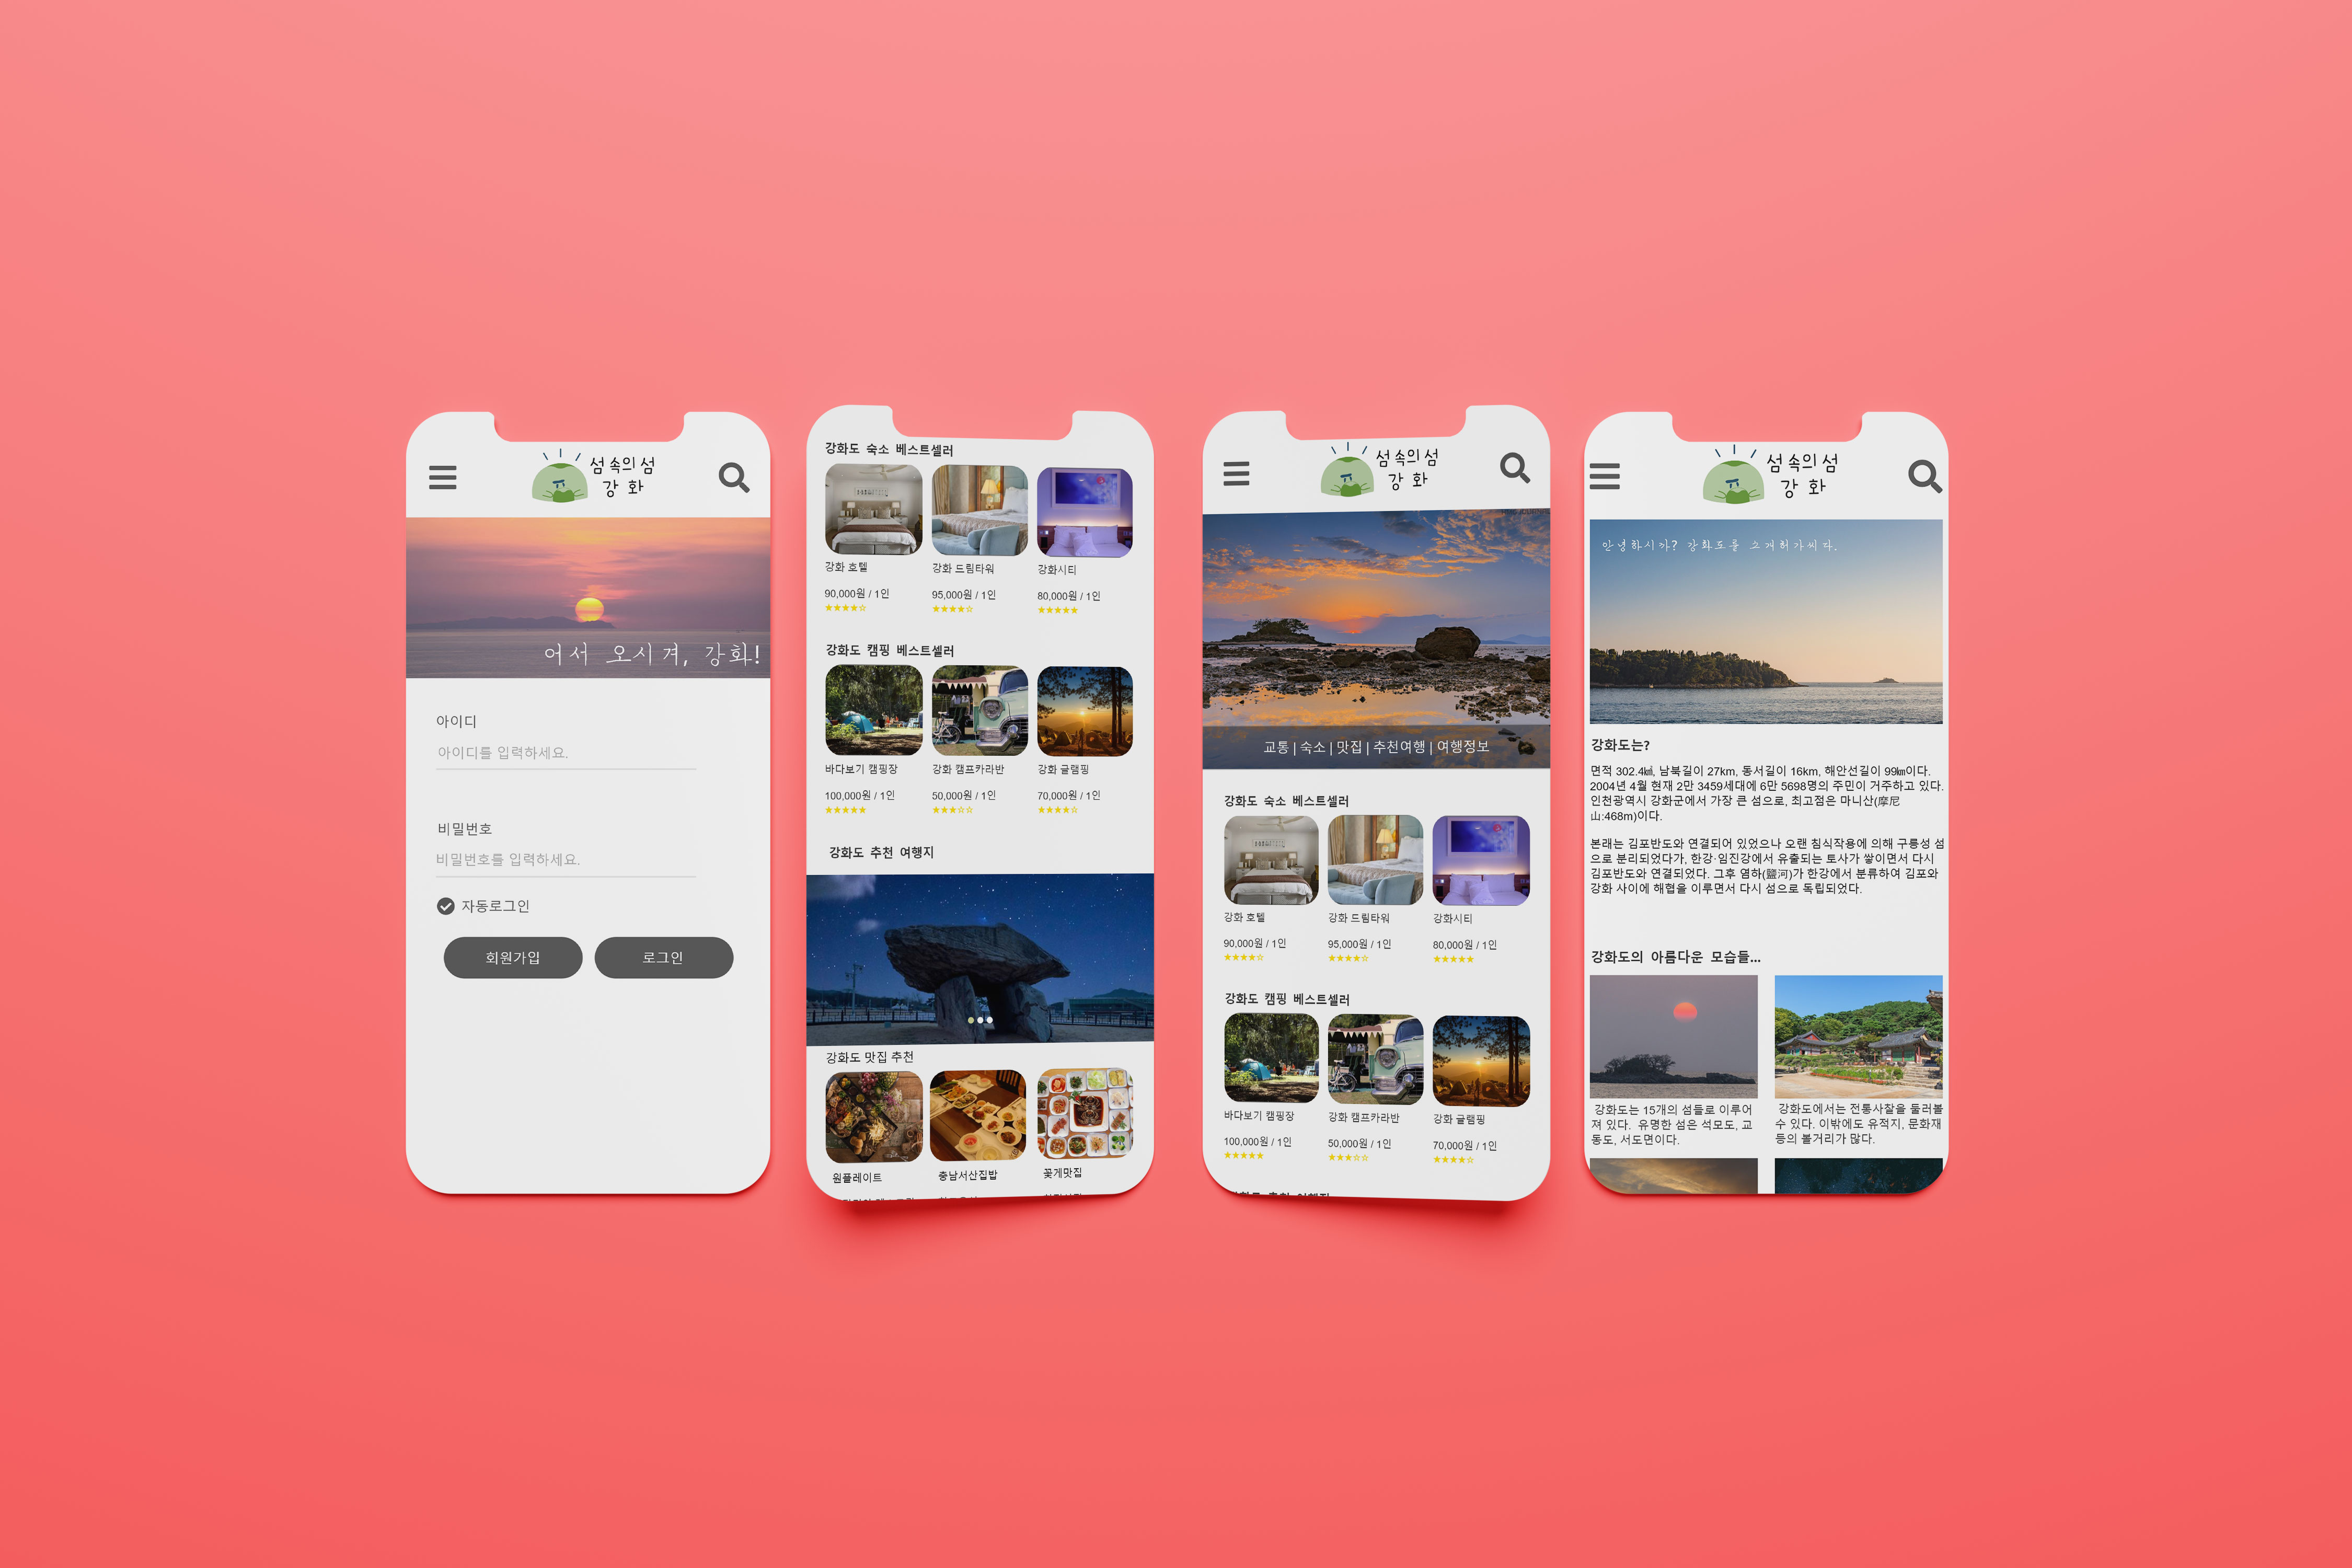 섬 속의 섬
강 화
어서 오시겨, 강화!
아이디
아이디를 입력하세요.
비밀번호
비밀번호를 입력하세요.
자동로그인
회원가입 로그인
강화도 숙소 베스트셀러
강화 호텔 강화 드림타워 강화시티
90,000원 / 1인 95,000원 / 1인 80,000원 / 1인
★★★★☆ ★★★★☆ ★★★★★
강화도 캠핑 베스트셀러
바다보기 캠핑장 강화 캠프카라반 강화 글램핑
100,000원 / 1인 50,000원 / 1인 70,000원 / 1인
★★★★★ ★★★☆☆ ★★★★☆
강화도 추천 여행지
강화도 맛집 추천
원플레이트 충남서산집밥 꽃게맛집
섬 속의 섬
강 화
교통 | 숙소 | 맛집 | 추천여행 | 여행정보
강화도 숙소 베스트셀러
강화 호텔 강화 드림타워 강화시티
90,000원 / 1인 95,000원 / 1인 80,000원 / 1인
★★★★☆ ★★★★☆ ★★★★★
강화도 캠핑 베스트셀러
바다보기 캠핑장 강화 캠프카라반 강화 글램핑
100,000원 / 1인 50,000원 / 1인 70,000원 / 1인
★★★★★ ★★★☆☆ ★★★★☆
섬 속의 섬
강 화
안녕하시꺄? 강화도를 소개허가씨다.
강화도는?
면적 302.4㎢, 남북길이 27km, 동서길이 16km, 해안선길이 99㎞이다.
2004년 4월 현재 2만 3459세대에 6만 5698명의 주민이 거주하고 있다.
인천광역시 강화군에서 가장 큰 섬으로, 최고점은 마니산(摩尼
山:468m)이다.
본래는 김포반도와 연결되어 있었으나 오랜 침식작용에 의해 구릉성 섬
으로 분리되었다가, 한강·임진강에서 유출되는 토사가 쌓이면서 다시
김포반도와 연결되었다. 그후 염하(鹽河)가 한강에서 분류하여 김포와
강화 사이에 해협을 이루면서 다시 섬으로 독립되었다.
강화도의 아름다운 모습들...
강화도는 15개의 섬들로 이루어
져 있다. 유명한 섬은 석모도, 교
동도, 서도면이다.
강화도에서는 전통사찰을 둘러볼
수 있다. 이밖에도 유적지, 문화재
등의 볼거리가 많다.